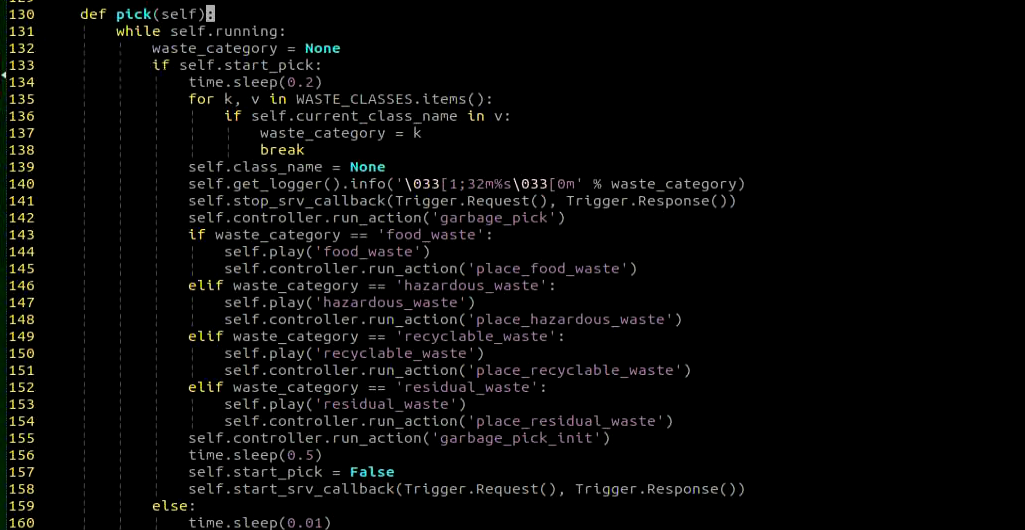 130     def pick(self):
131         while self.running:
132             waste_category = None
133             if self.start_pick:
134                 time.sleep(0.2)
135                 for k, v in WASTE_CLASSES.items():
136                     if self.current_class_name in v:
137                         waste_category = k
138                         break
139                 self.class_name = None
140                 self.get_logger().info('\033[1;32m%s\033[0m' % waste_category)
141                 self.stop_srv_callback(Trigger.Request(), Trigger.Response())
142                 self.controller.run_action('garbage_pick')
143                 if waste_category == 'food_waste':
144                     self.play('food_waste')
145                     self.controller.run_action('place_food_waste')
146                 elif waste_category == 'hazardous_waste':
147                     self.play('hazardous_waste')
148                     self.controller.run_action('place_hazardous_waste')
149                 elif waste_category == 'recyclable_waste':
150                     self.play('recyclable_waste')
151                     self.controller.run_action('place_recyclable_waste')
152                 elif waste_category == 'residual_waste':
153                     self.play('residual_waste')
154                     self.controller.run_action('place_residual_waste')
155                 self.controller.run_action('garbage_pick_init')
156                 time.sleep(0.5)
157                 self.start_pick = False
158                 self.start_srv_callback(Trigger.Request(), Trigger.Response())
159             else:
160                 time.sleep(0.01)